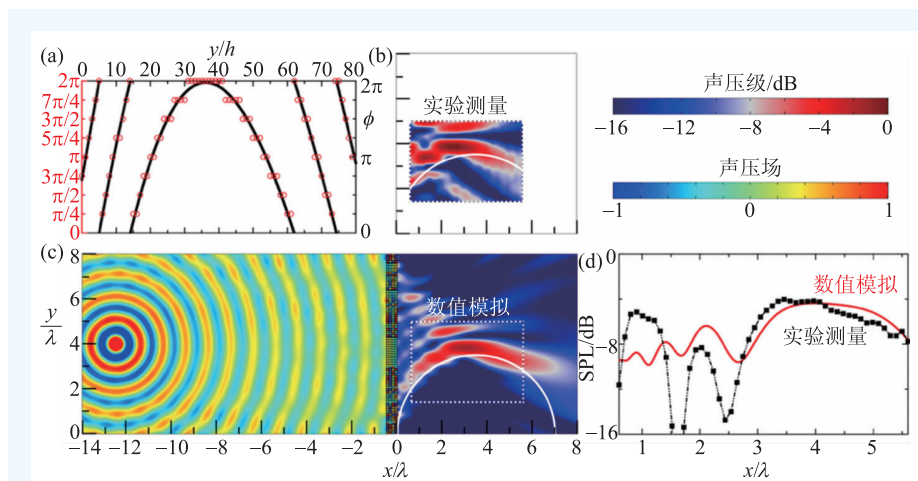 (a)
y/h
0 10 20 30 40 50 60 70 80
2π
7π/4
3π/2
5π/4
π
3π/4
π/2
π/4
0
2π
ϕ
π
0
(b)
实验测量
声压级/dB
−16 −12 −8 −4 0
声压场
−1 0 1
(c)
8
6
y/λ
4
2
0
数值模拟
−14 −12 −10 −8 −6 −4 −2 0 2 4 6 8
x/λ
(d)
0
−8
−16
SPL/dB
数值模拟
实验测量
1 2 3 4 5
x/λ